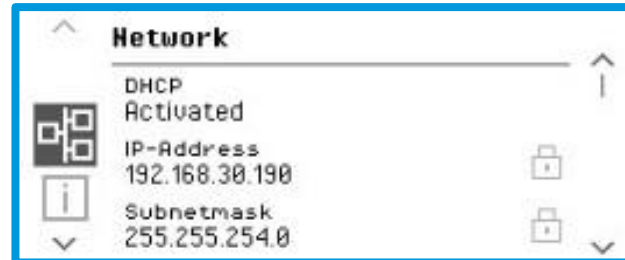 Network
DHCP
Activated
IP-Address
192.168.30.190
Subnetmask
255.255.254.0